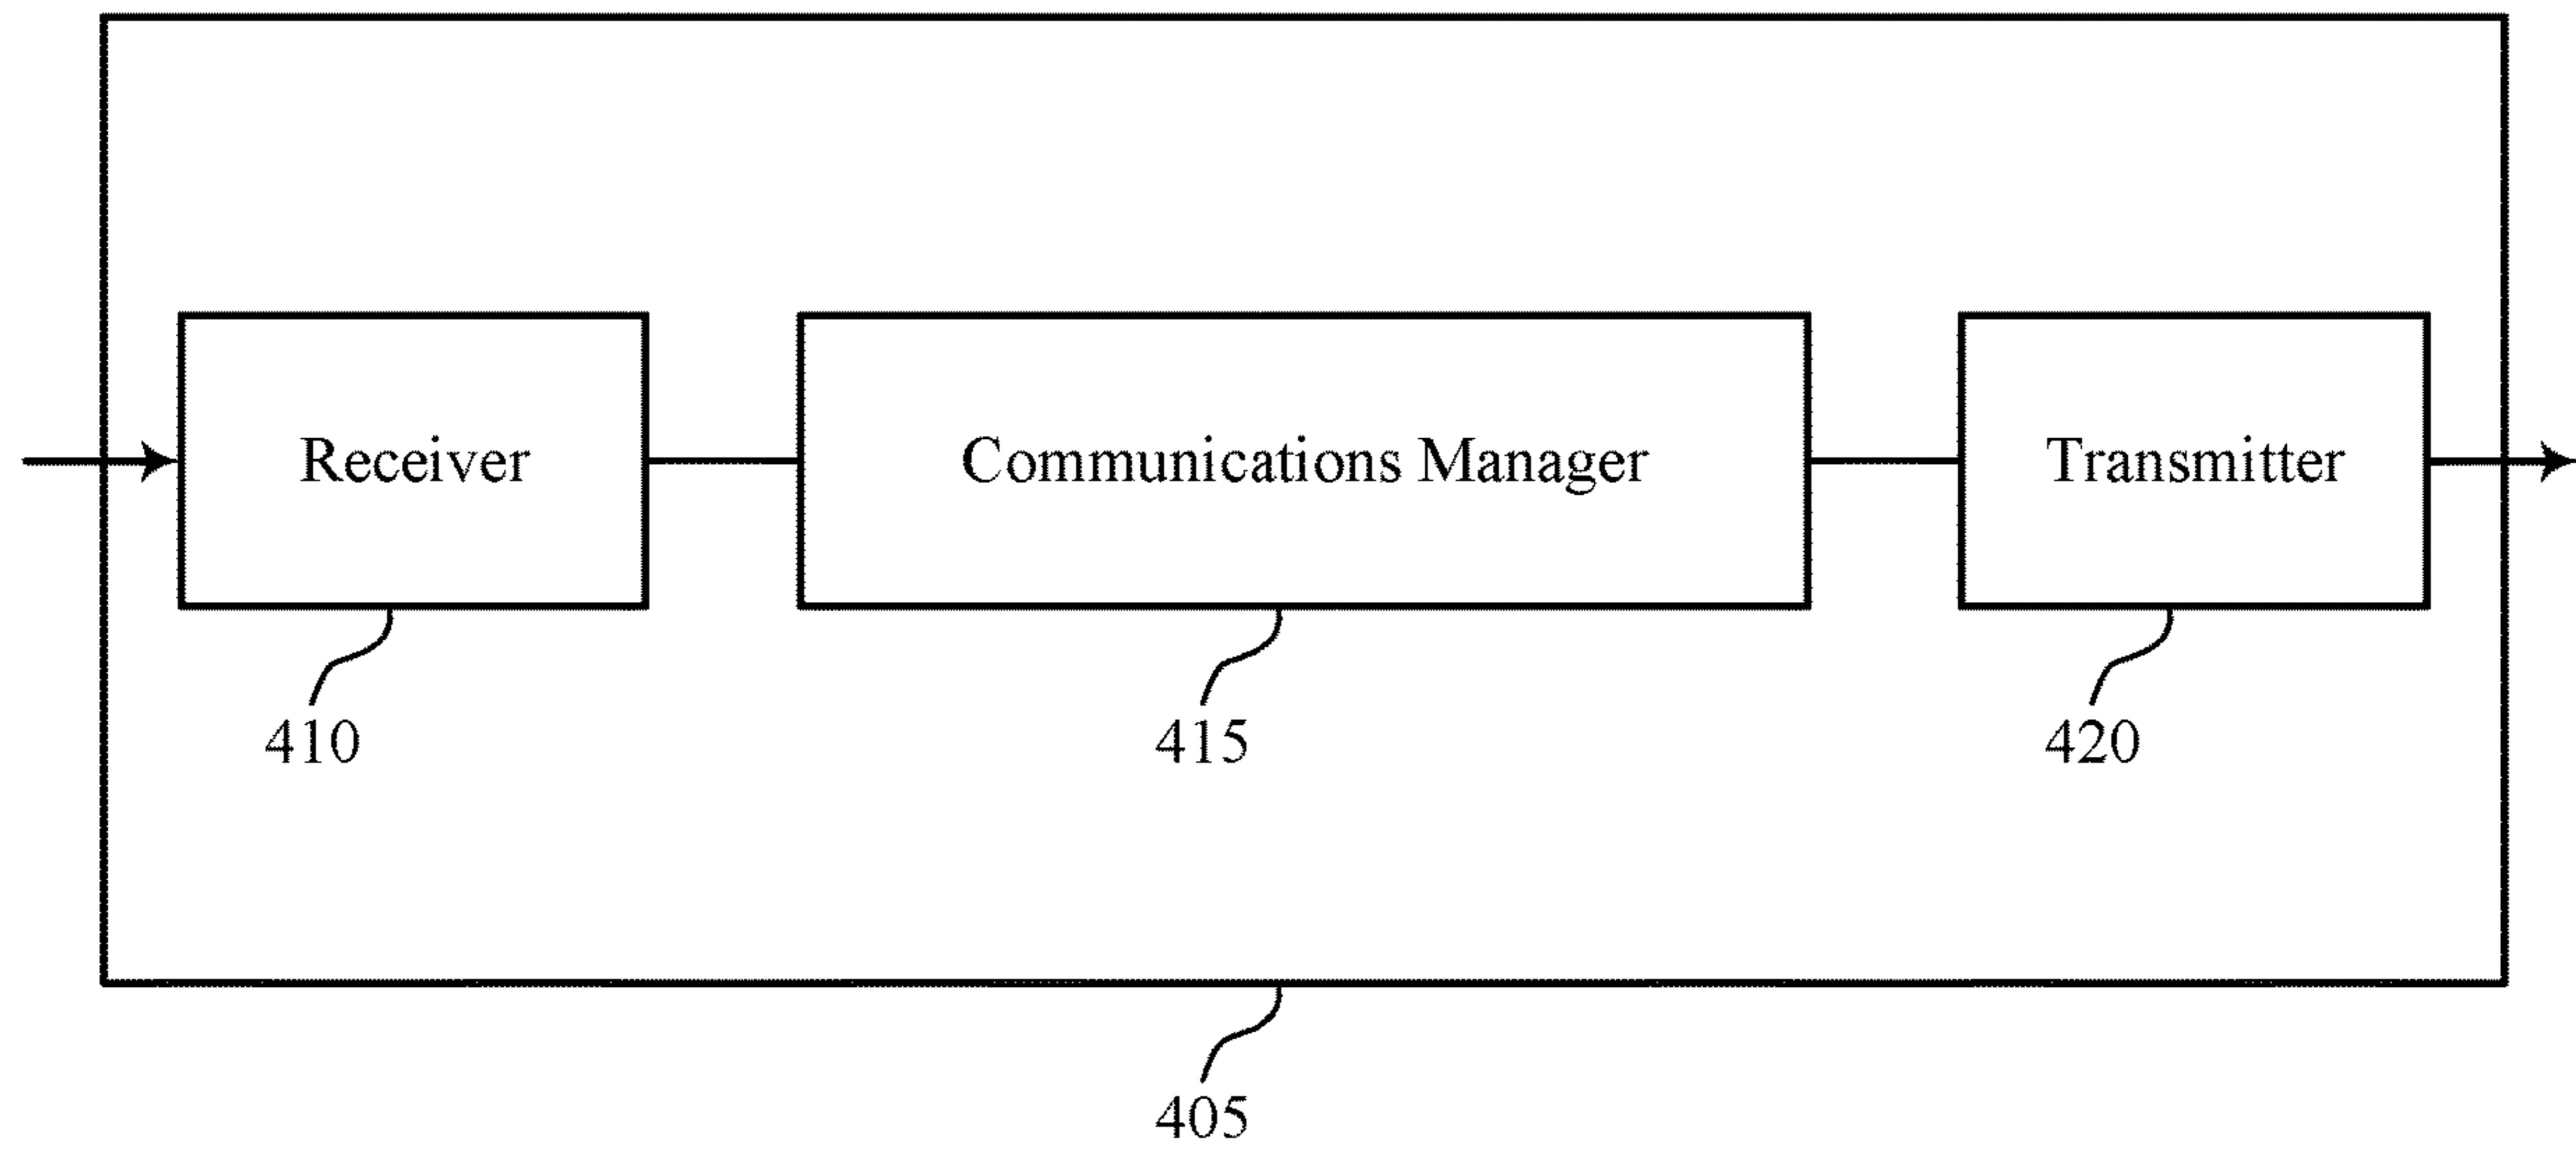 Receiver
Communications Manager
Transmitter
410
415
420
405